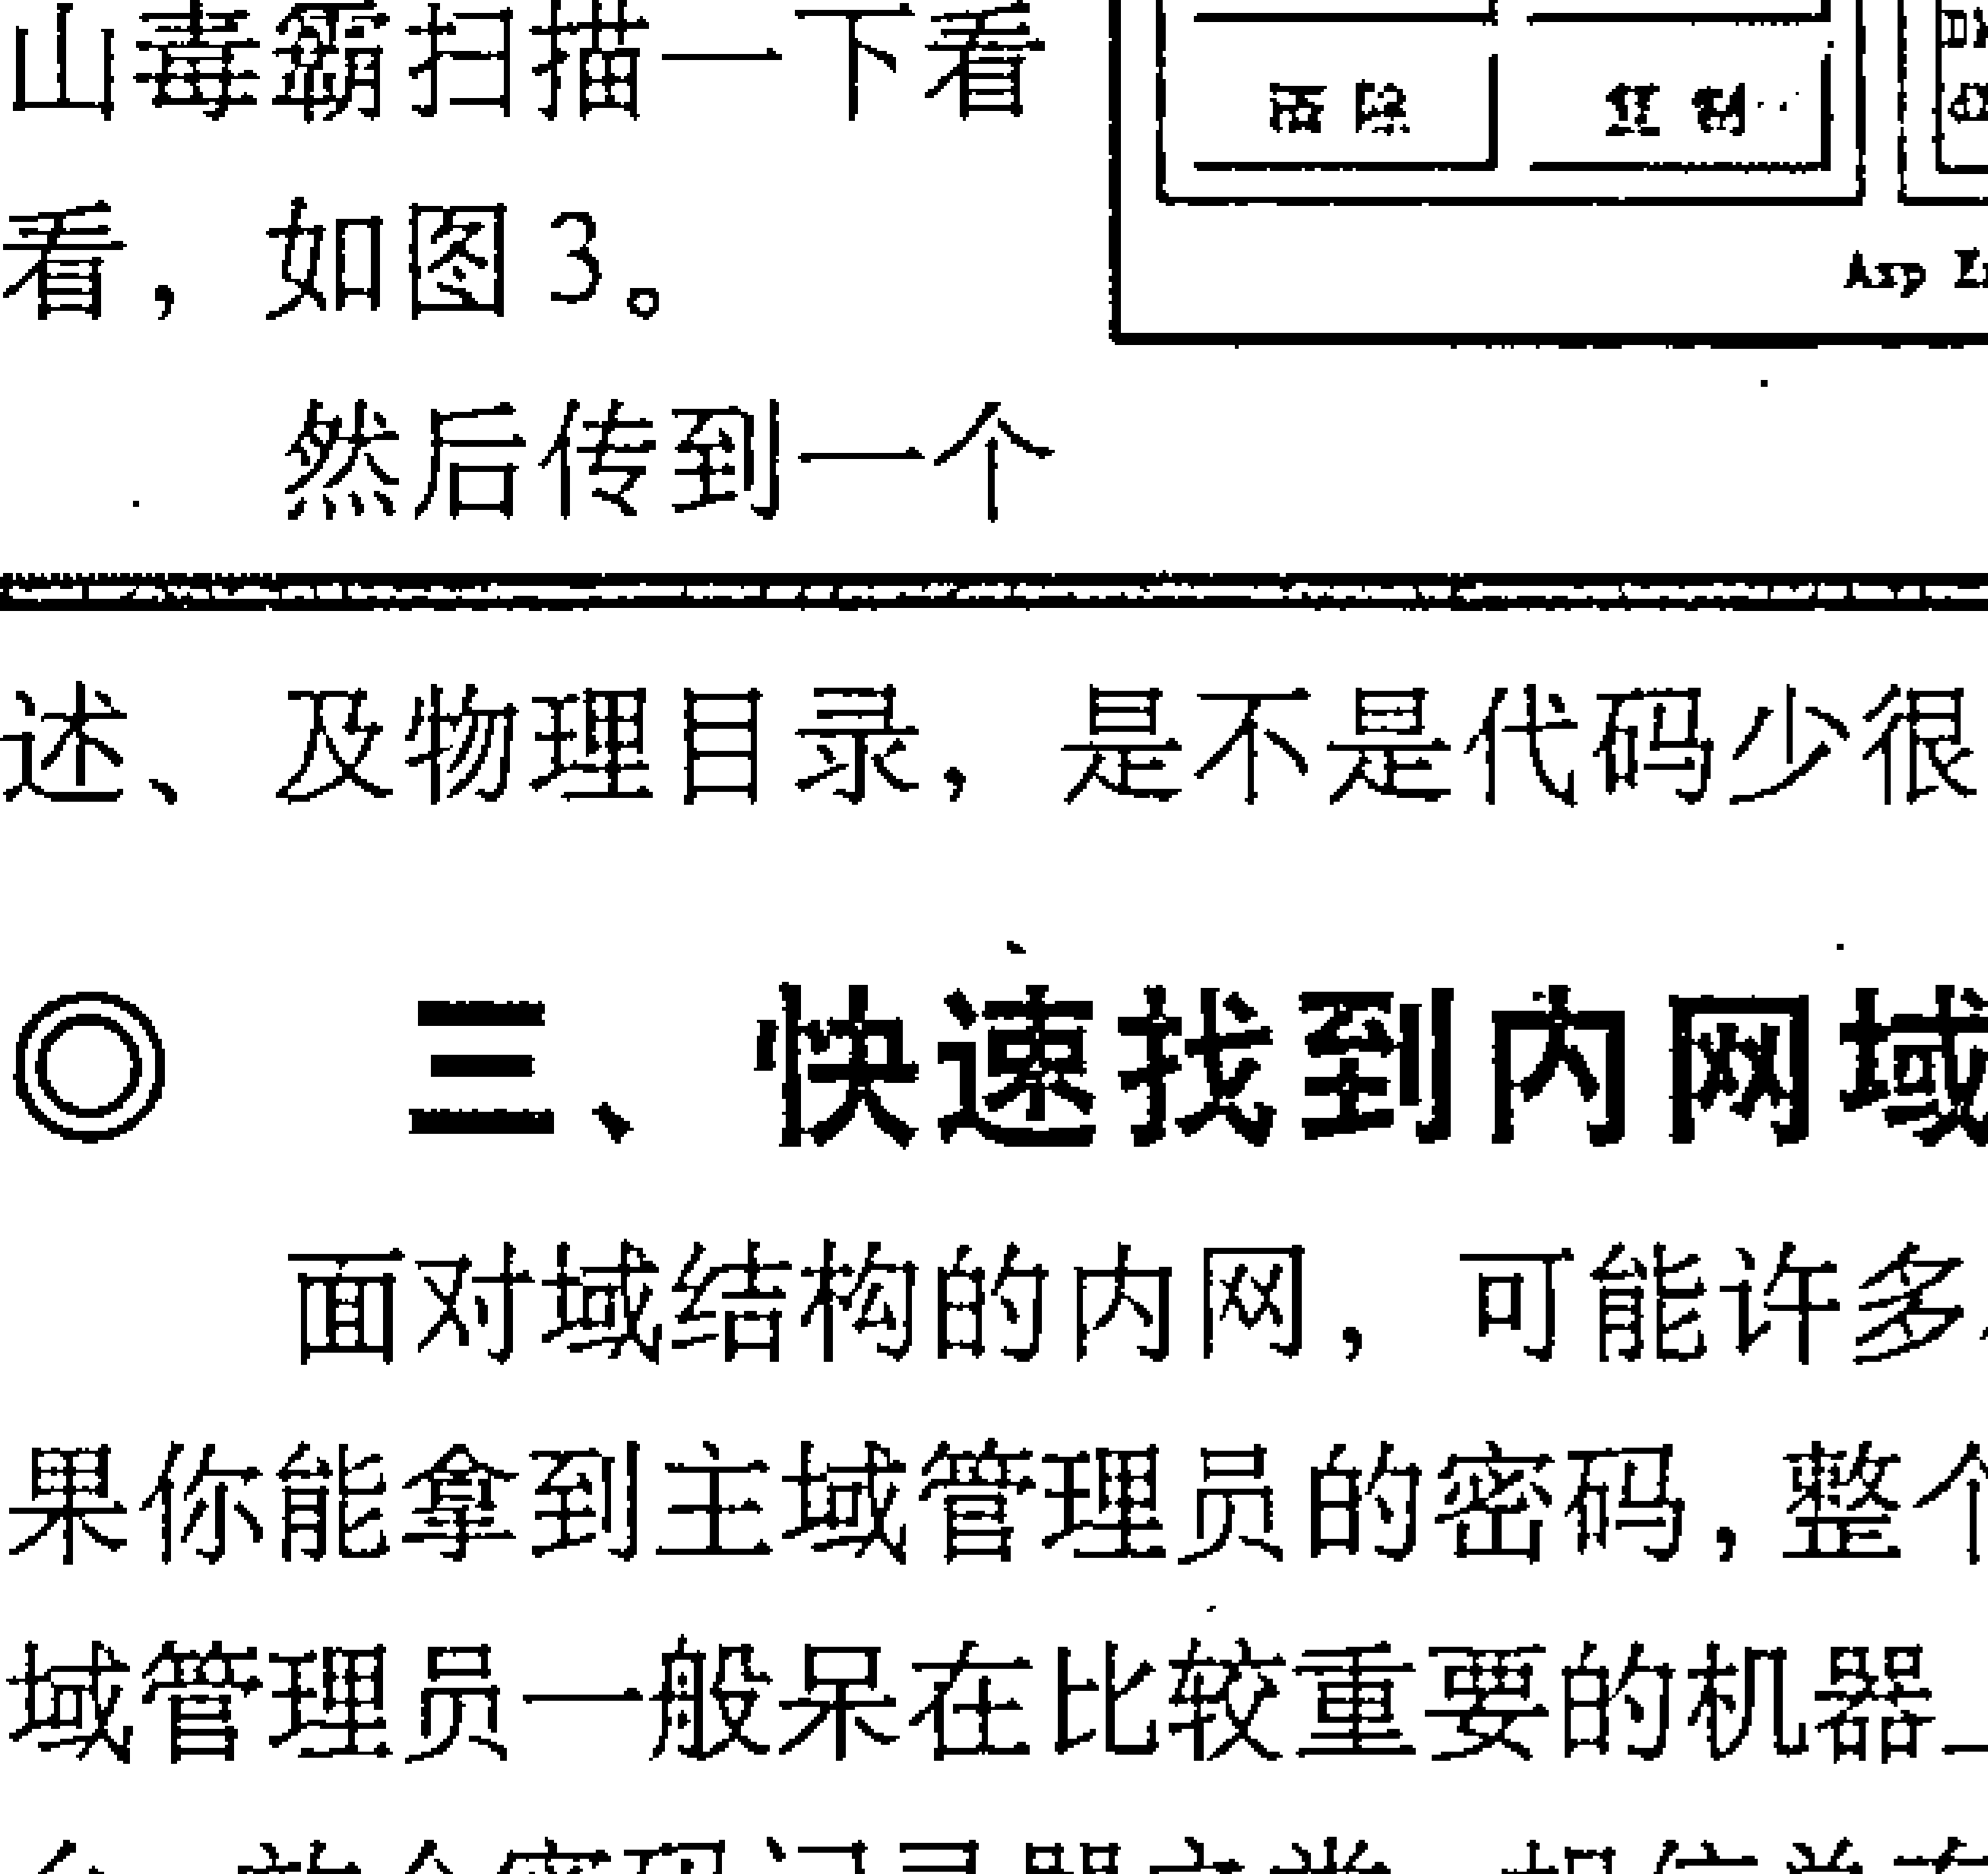 山毒霸扫描一下看
看，如图 3。
然后传到一个
Asp
述、及物理目录，是不是代码少很
◎ 三、快速找到内网域
面对域结构的内网，可能许多
果你能拿到主域管理员的密码，整个
域管理员一般呆在比较重要的机器上